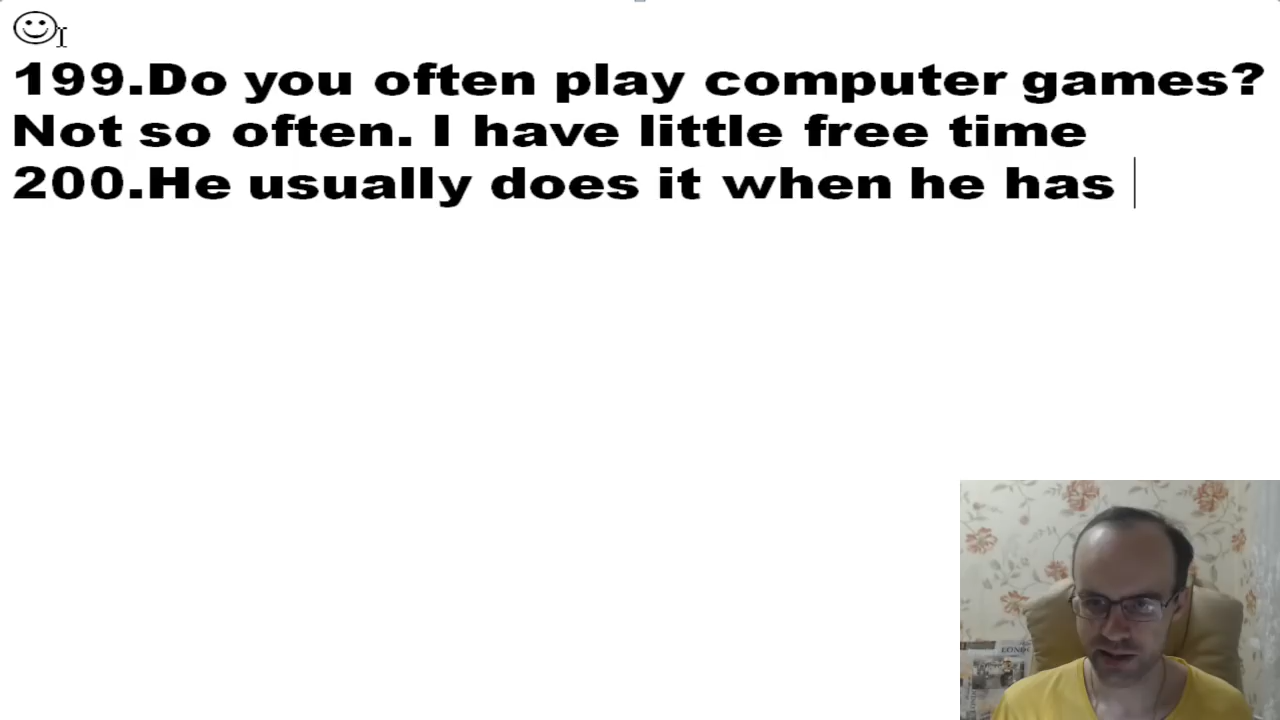 199.Do you often play computer games?
Not so often. I have little free time
200.He usually does it when he has